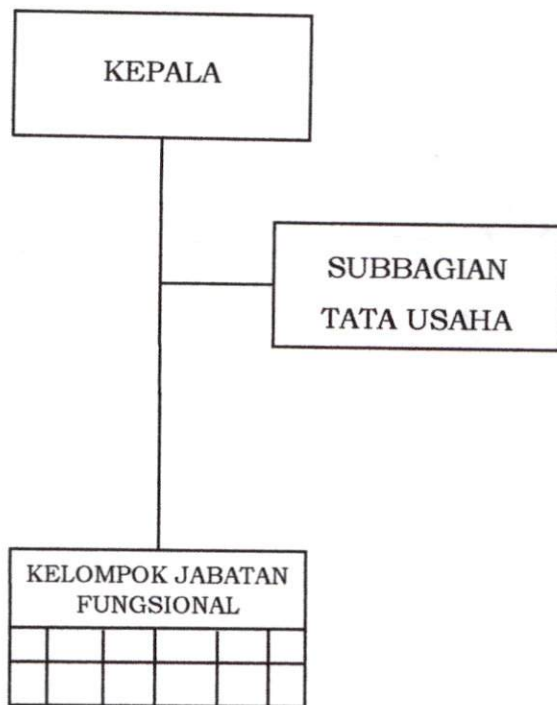 KEPALA
SUBBAGIAN
TATA USAHA
KELOMPOK JABATAN
FUNGSIONAL